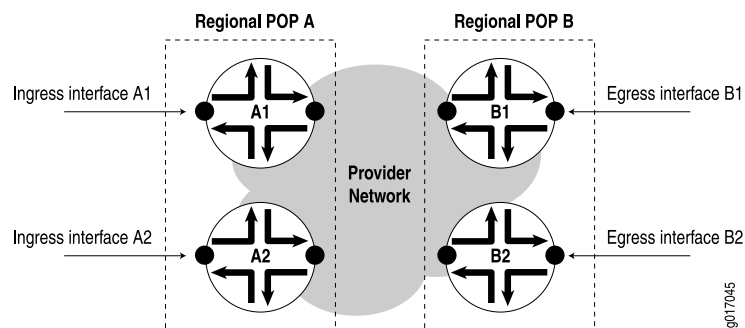 Regional POP A
Regional POP B
Ingress interface A1
A1
B1
Egress interface B1
Provider
Network
Ingress interface A2
A2
B2
Egress interface B2
g017045